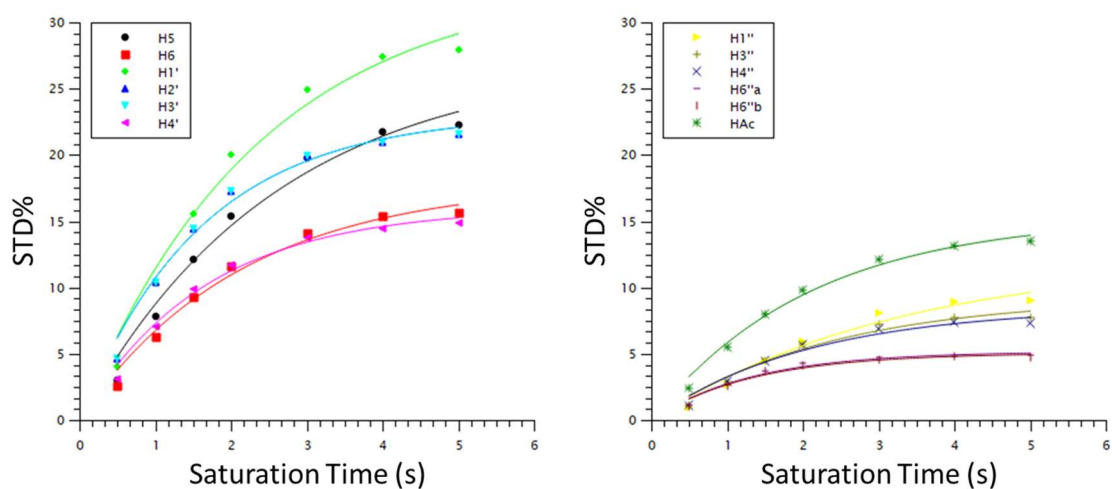 30
25
20
15
10
5
0
STD%
H5
H6
H1'
H2'
H3'
H4'
0 1 2 3 4 5 6
Saturation Time (s)
30
25
20
15
10
5
0
STD%
H1''
H3''
H4''
H6''a
H6''b
HAc
0 1 2 3 4 5 6
Saturation Time (s)